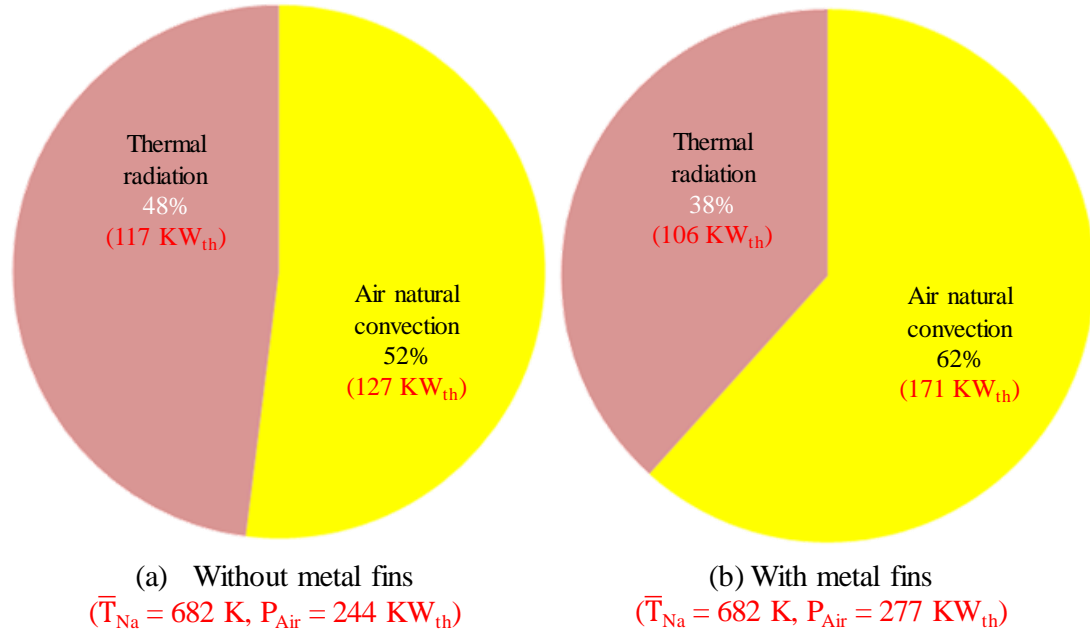 Thermal
radiation
48%
(117 KWth)
Air natural
convection
52%
(127 KWth)
(a) Without metal fins
(T̅Na = 682 K, PAir = 244 KWth)
Thermal
radiation
38%
(106 KWth)
Air natural
convection
62%
(171 KWth)
(b) With metal fins
(T̅Na = 682 K, PAir = 277 KWth)